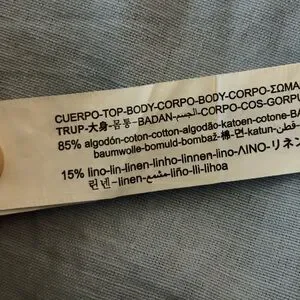 CUERPO-TOP-BODY-CORPO-BODY-CORPO-ΣΩΜΑ
TRUP-大身-몸통-BADAN-الجسم-CORPO-COS-GORPU
85% algodón-coton-cotton-algodão-katoen-cotone-BA
baumwolle-bomuld-bombaž-棉-면-katun-قطن
15% lino-lin-linen-linho-linnen-lino-ΛΙΝΟ-リネン
린넨-linen-liño-lli-lihoa